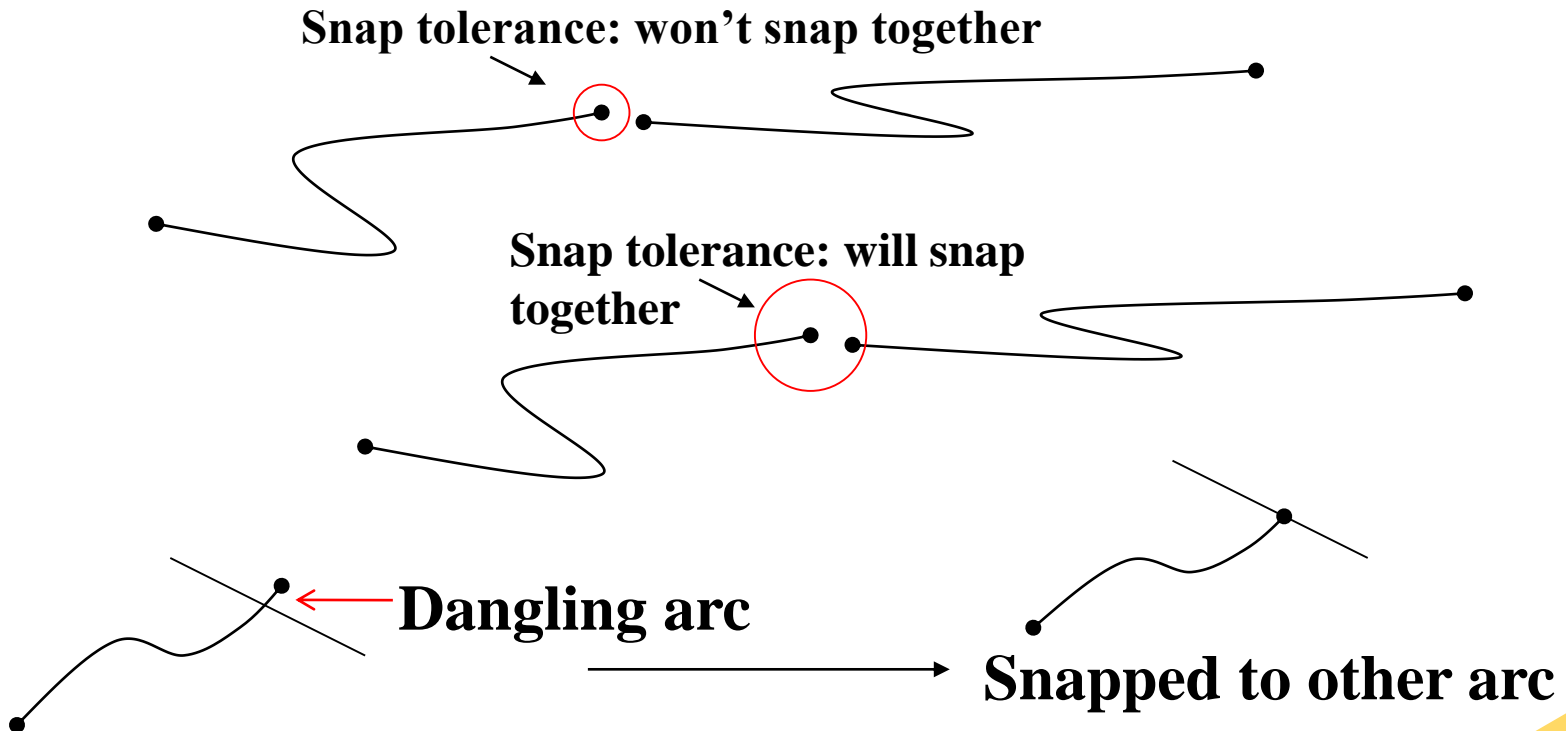 Snap tolerance: won’t snap together
Snap tolerance: will snap
together
Dangling arc
Snapped to other arc